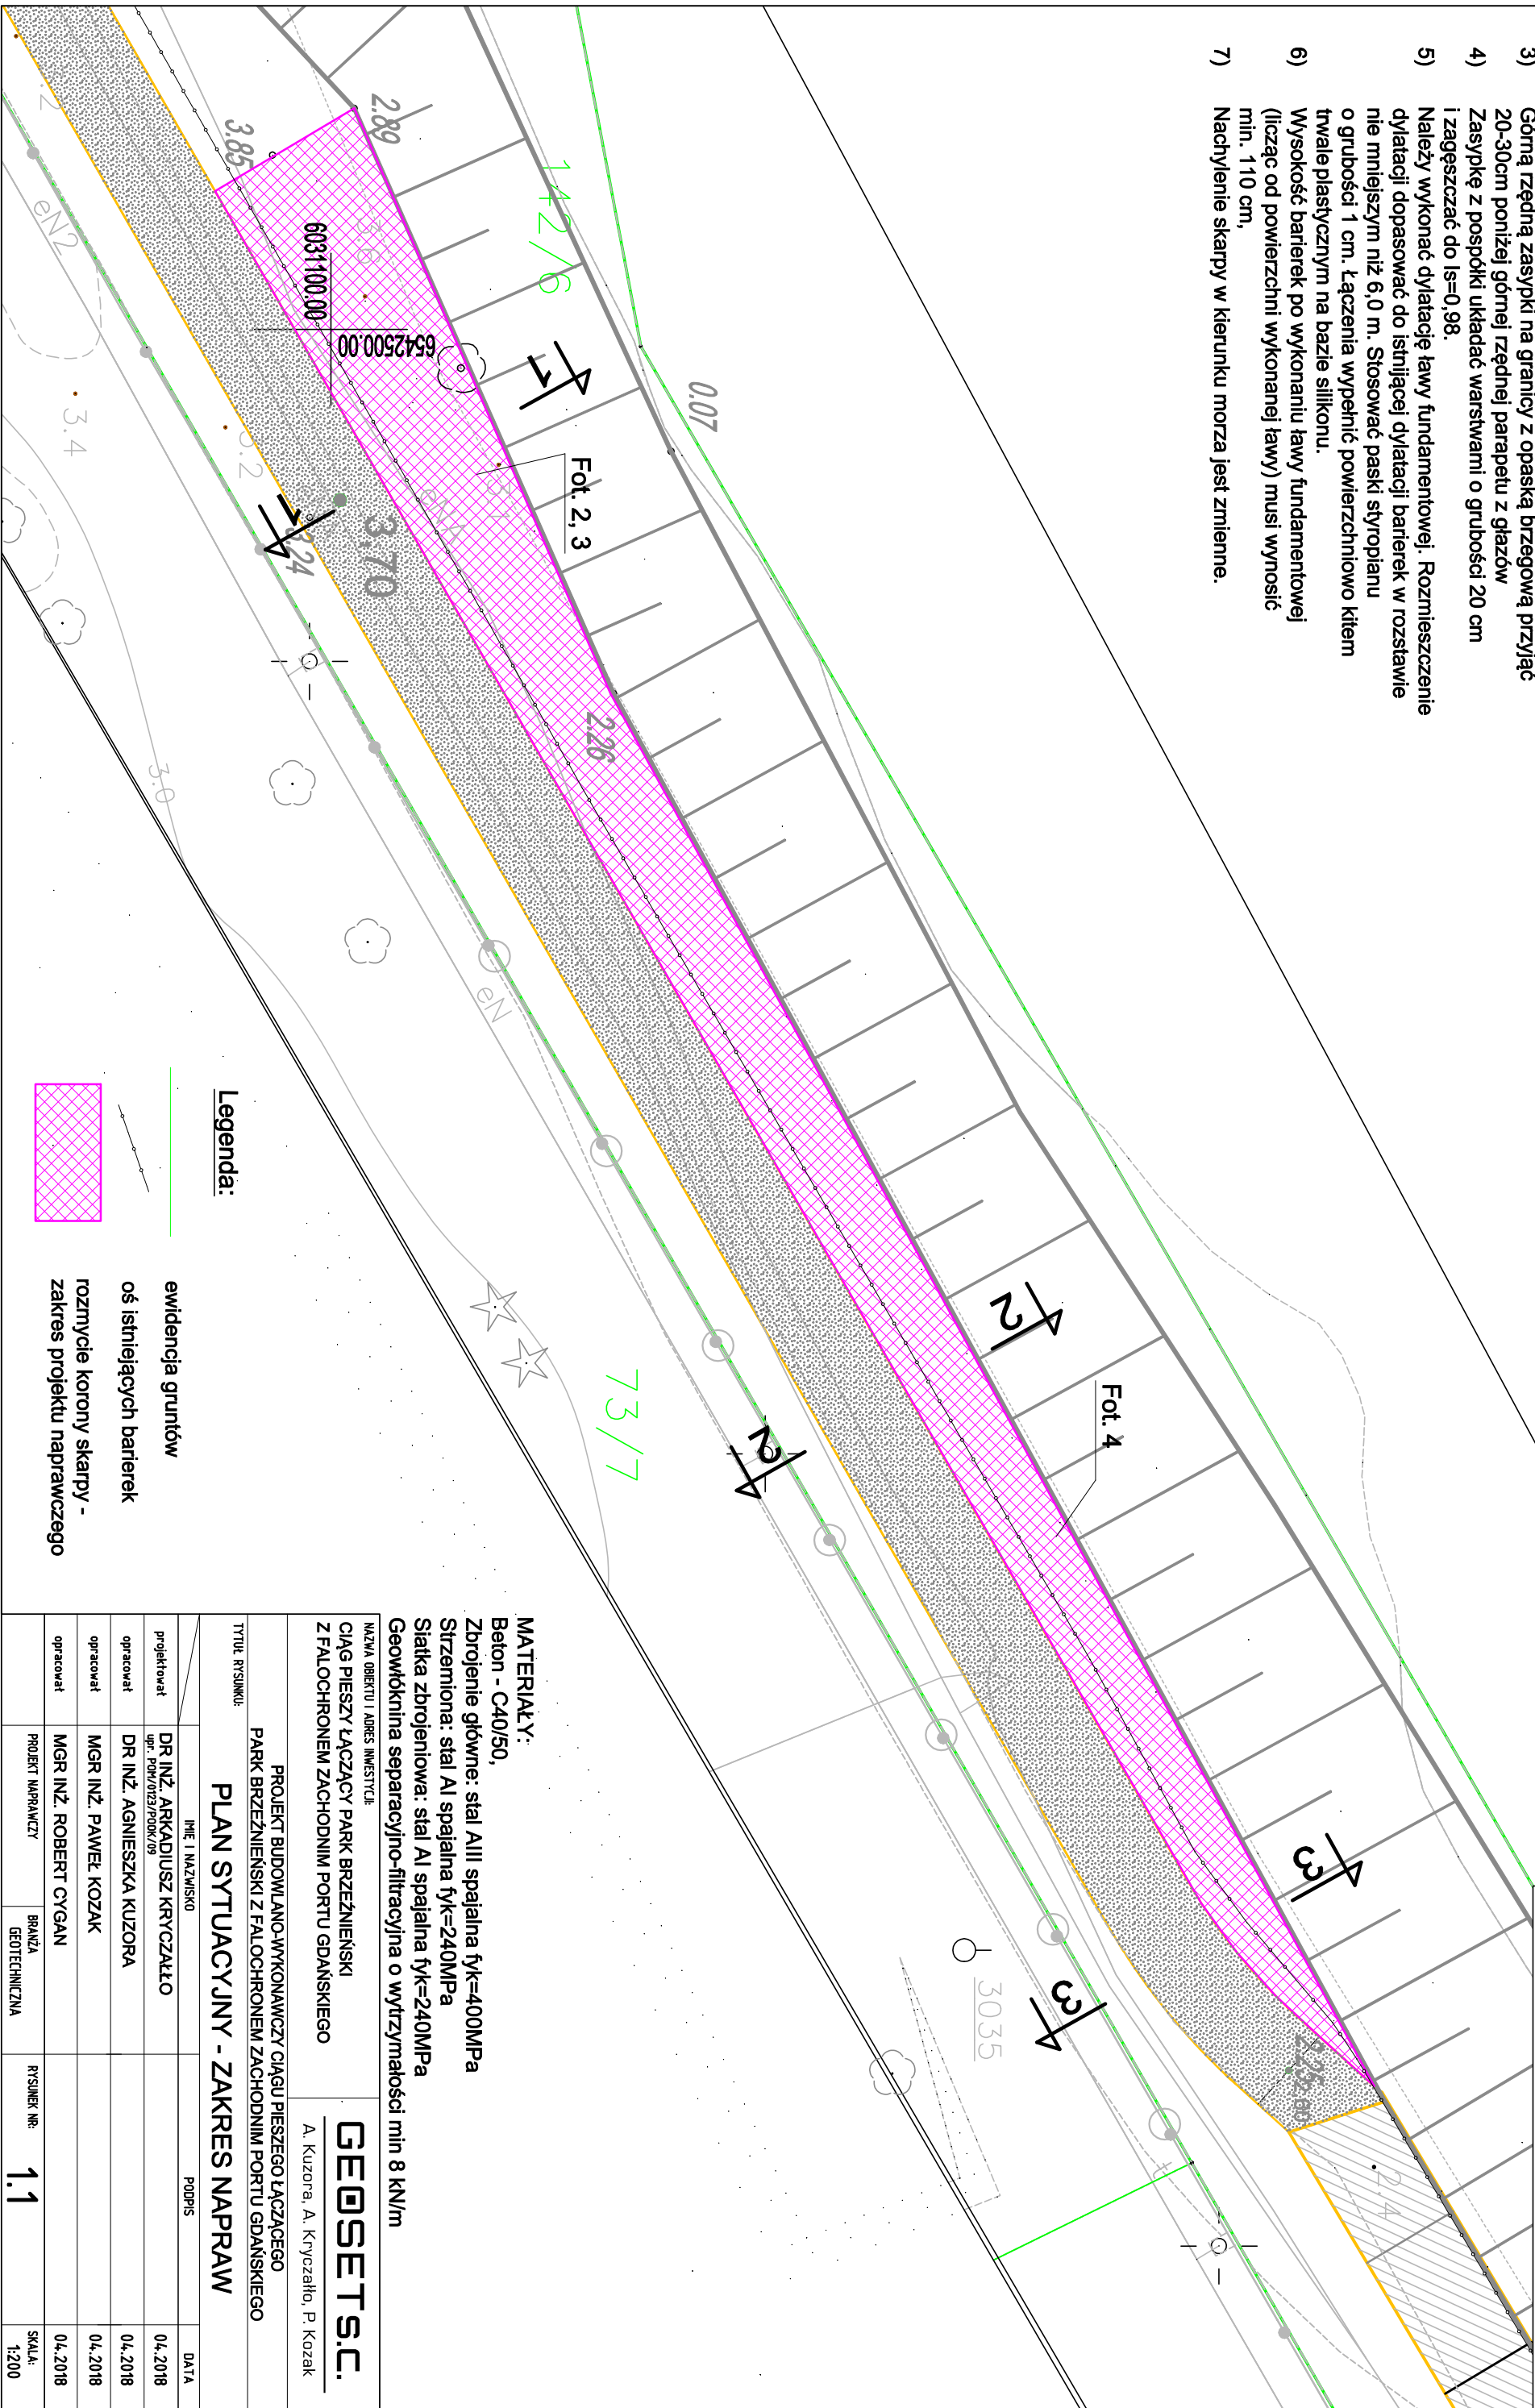 3) Górną rzędną zasypki na granicy z opaską brzegową przyjąć
20-30cm poniżej górnej rzędnej parapetu z głazów
4) Zasypkę z pospółki układać warstwami o grubości 20 cm
i zagęszczać do Is=0,98.
5) Należy wykonać dylatację ławy fundamentowej. Rozmieszczenie
dylatacji dopasować do istniejącej dylatacji barierek w rozstawie
nie mniejszym niż 6,0 m. Stosować paski styropianu
o grubości 1 cm. Łączenia wypełnić powierzchniowo kitem
trwale plastycznym na bazie silikonu.
6) Wysokość barierek po wykonaniu ławy fundamentowej
(licząc od powierzchni wykonanej ławy) musi wynosić
min. 110 cm,
7) Nachylenie skarpy w kierunku morza jest zmienne.
142/6
0.07
2.89
3.85
3.6
6031100.00
6542500.00
1
Fot. 2, 3
eN2
3.4
3.2
3.70
3.24
1
2.26
3.0
eN
2
Fot. 4
2
73/7
3
3
3035
2.25
2.4
t
Legenda:
ewidencja gruntów
oś istniejących barierek
rozmycie korony skarpy -
zakres projektu naprawczego
MATERIAŁY:
Beton - C40/50,
Zbrojenie główne: stal AIII spajalna fyk=400MPa
Strzemiona: stal AI spajalna fyk=240MPa
Siatka zbrojeniowa: stal AI spajalna fyk=240MPa
Geowłóknina separacyjno-filtracyjna o wytrzymałości min 8 kN/m
NAZWA OBIEKTU I ADRES INWESTYCJI:
CIĄG PIESZY ŁĄCZĄCY PARK BRZEŹNIEŃSKI
Z FALOCHRONEM ZACHODNIM PORTU GDAŃSKIEGO
GEOSET s.c.
A. Kuzora, A. Kryczałło, P. Kozak
PROJEKT BUDOWLANO-WYKONAWCZY CIĄGU PIESZEGO ŁĄCZĄCEGO
PARK BRZEŹNIEŃSKI Z FALOCHRONEM ZACHODNIM PORTU GDAŃSKIEGO
TYTUŁ RYSUNKU:
PLAN SYTUACYJNY - ZAKRES NAPRAW
IMIĘ I NAZWISKO PODPIS DATA
projektował DR INŻ. ARKADIUSZ KRYCZAŁŁO 04.2018
upr. POM/0123/POOK/09
opracował DR INŻ. AGNIESZKA KUZORA 04.2018
opracował MGR INŻ. PAWEŁ KOZAK 04.2018
opracował MGR INŻ. ROBERT CYGAN 04.2018
PROJEKT NAPRAWCZY BRANŻA GEOTECHNICZNA RYSUNEK NR: 1.1 SKALA: 1:200